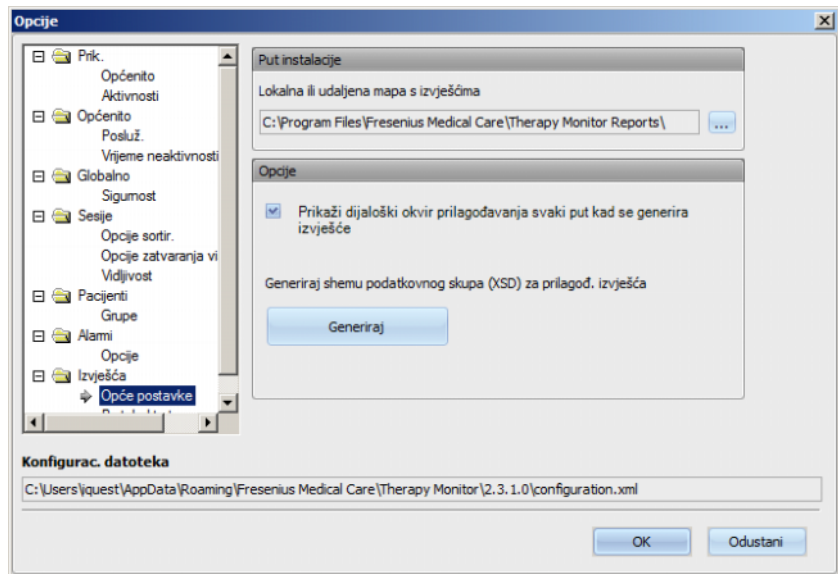 Opcije
Prik.
Općenito
Aktivnosti
Općenito
Posluž.
Vrijeme neaktivnosti
Globalno
Sigurnost
Sesije
Opcije sortir.
Opcije zatvaranja vi
Vidljivost
Pacijenti
Grupe
Alarmi
Opcije
Izvješća
Opće postavke
Put instalacije
Lokalna ili udaljena mapa s izvješćima
C:\Program Files\Fresenius Medical Care\Therapy Monitor Reports\
...
Opcije
Prikaži dijaloški okvir prilagođavanja svaki put kad se generira
izvješće
Generiraj shemu podatkovnog skupa (XSD) za prilagođ. izvješća
Generiraj
Konfigurac. datoteka
C:\Users\iquest\AppData\Roaming\Fresenius Medical Care\Therapy Monitor\2.3.1.0\configuration.xml
OK
Odustani